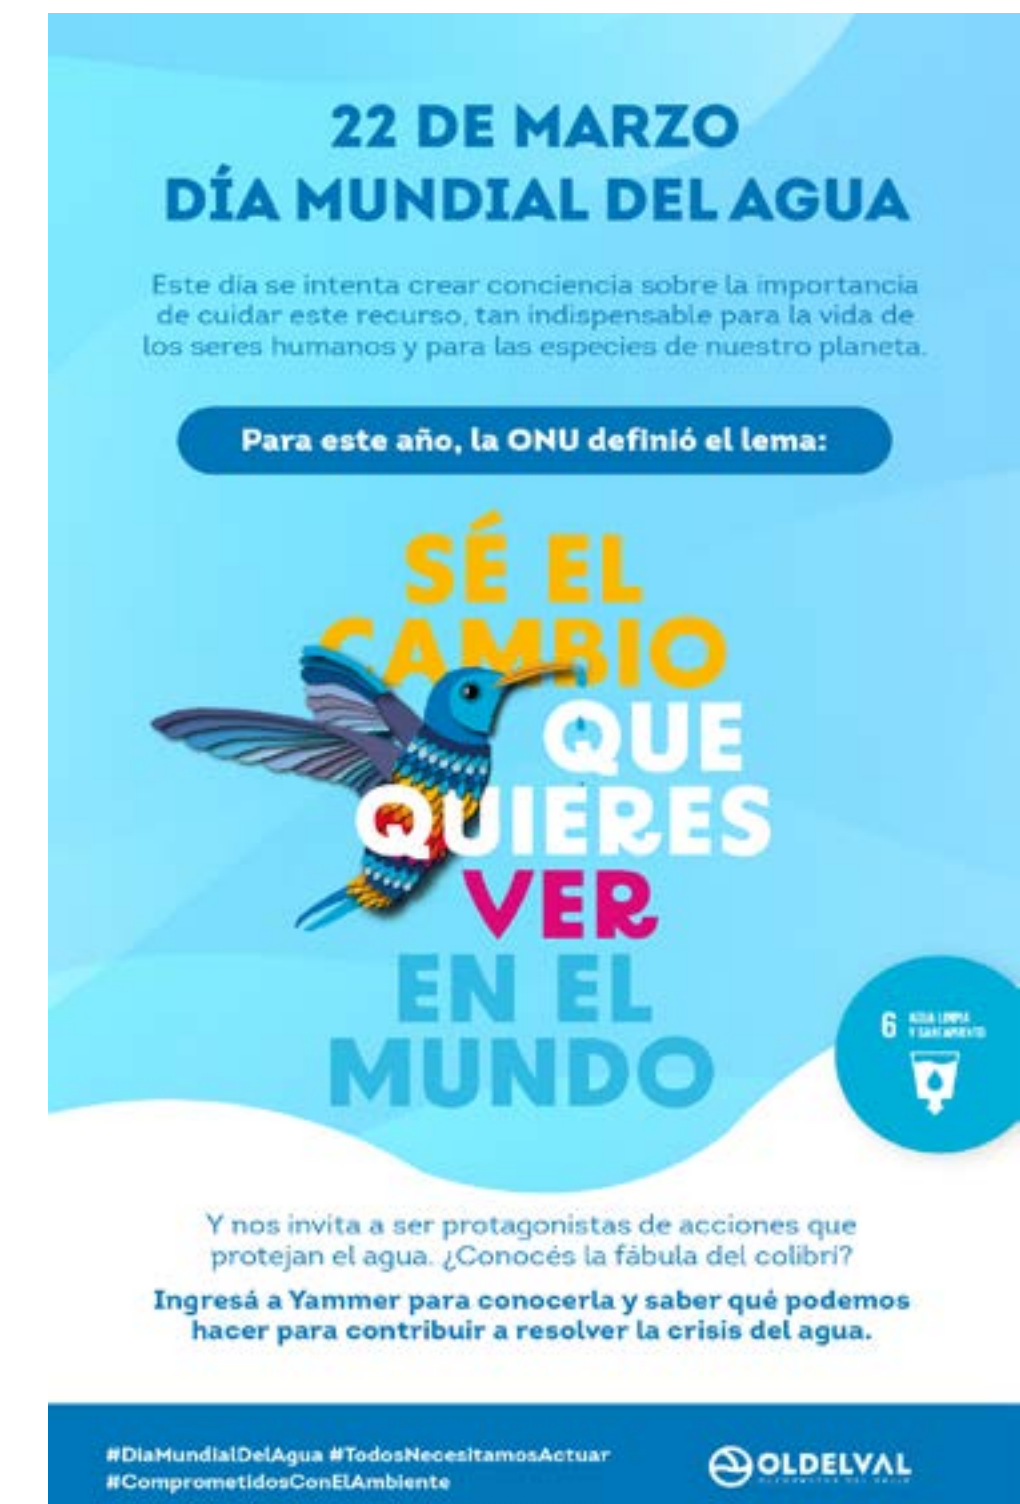 22 DE MARZO
DÍA MUNDIAL DEL AGUA
Este día se intenta crear conciencia sobre la importancia
de cuidar este recurso, tan indispensable para la vida de
los seres humanos y para las especies de nuestro planeta.
Para este año, la ONU definió el lema:
SÉ EL
CAMBIO
QUE
QUIERES
VER
EN EL
MUNDO
6 AGUA LIMPIA
Y SANEAMIENTO
Y nos invita a ser protagonistas de acciones que
protejan el agua. ¿Conocés la fábula del colibrí?
Ingresá a Yammer para conocerla y saber qué podemos
hacer para contribuir a resolver la crisis del agua.
#DiaMundialDelAgua #TodosNecesitamosActuar
#ComprometidosConElAmbiente
OLDELVAL